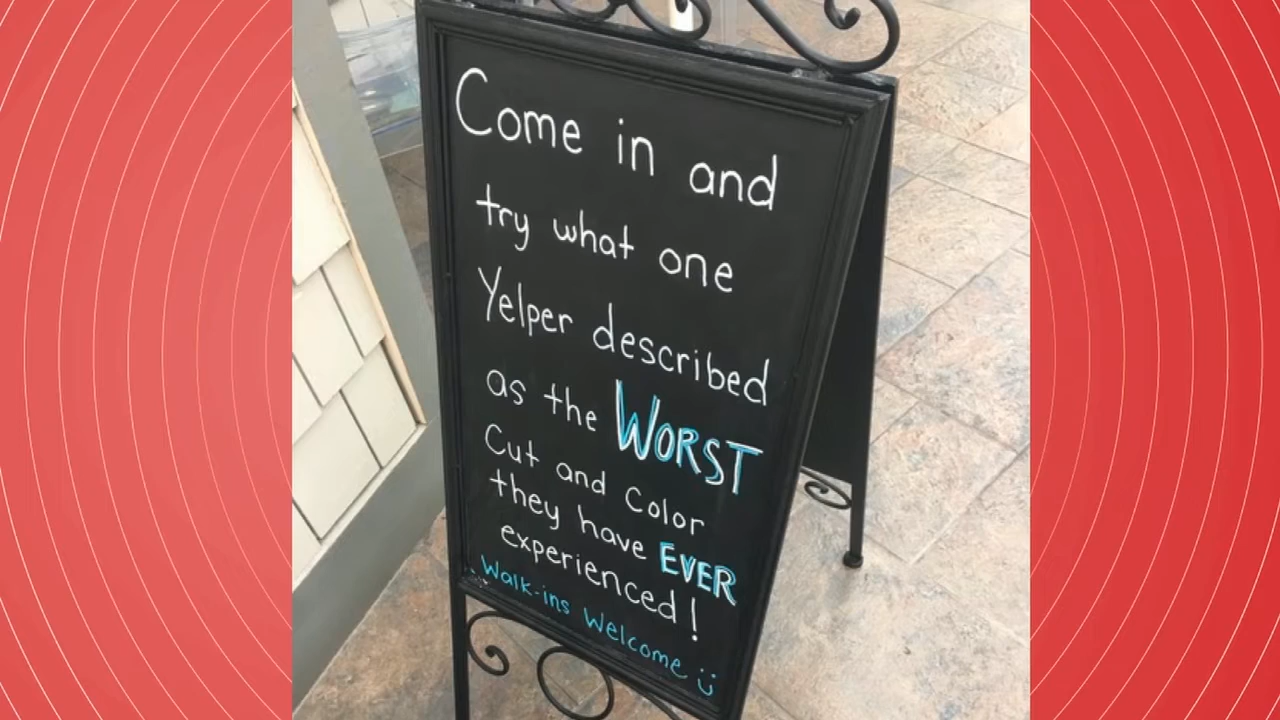 Come in and
try what one
Yelper described
as the WORST
Cut and Color
they have EVER
experienced!
Walk-ins Welcome ü